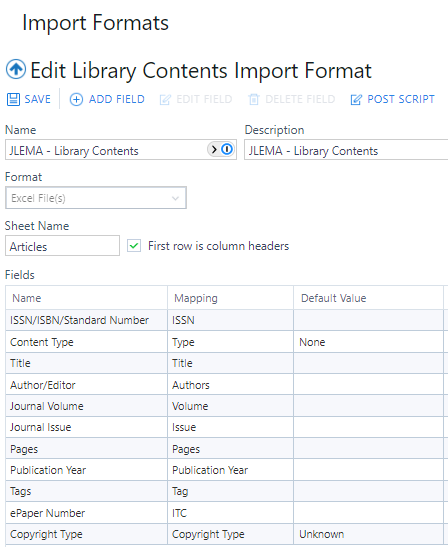 Import Formats
Edit Library Contents Import Format
SAVE ADD FIELD EDIT FIELD DELETE FIELD POST SCRIPT
Name Description
JLEMA - Library Contents JLEMA - Library Contents
Format
Excel File(s)
Sheet Name
Articles First row is column headers
Fields
Name Mapping Default Value
ISSN/ISBN/Standard Number ISSN
Content Type Type None
Title Title
Author/Editor Authors
Journal Volume Volume
Journal Issue Issue
Pages Pages
Publication Year Publication Year
Tags Tag
ePaper Number ITC
Copyright Type Copyright Type Unknown